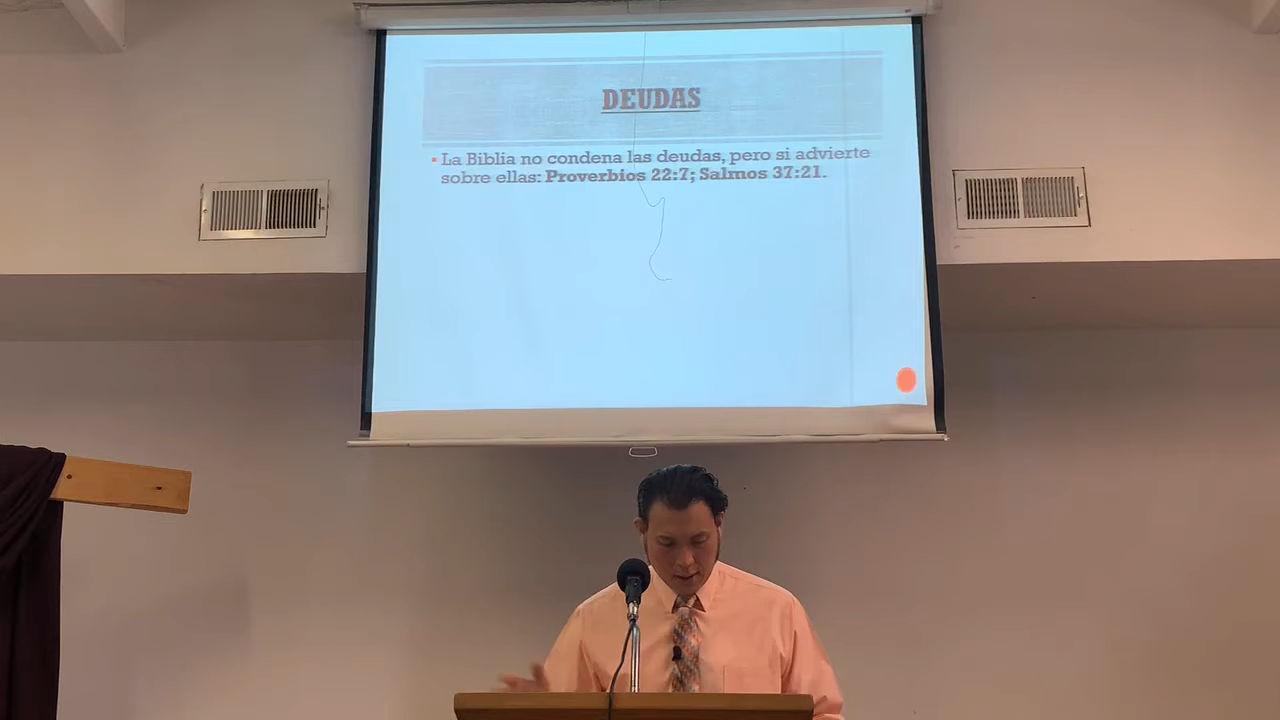 DEUDAS
La Biblia no condena las deudas, pero si advierte
sobre ellas: Proverbios 22:7; Salmos 37:21.